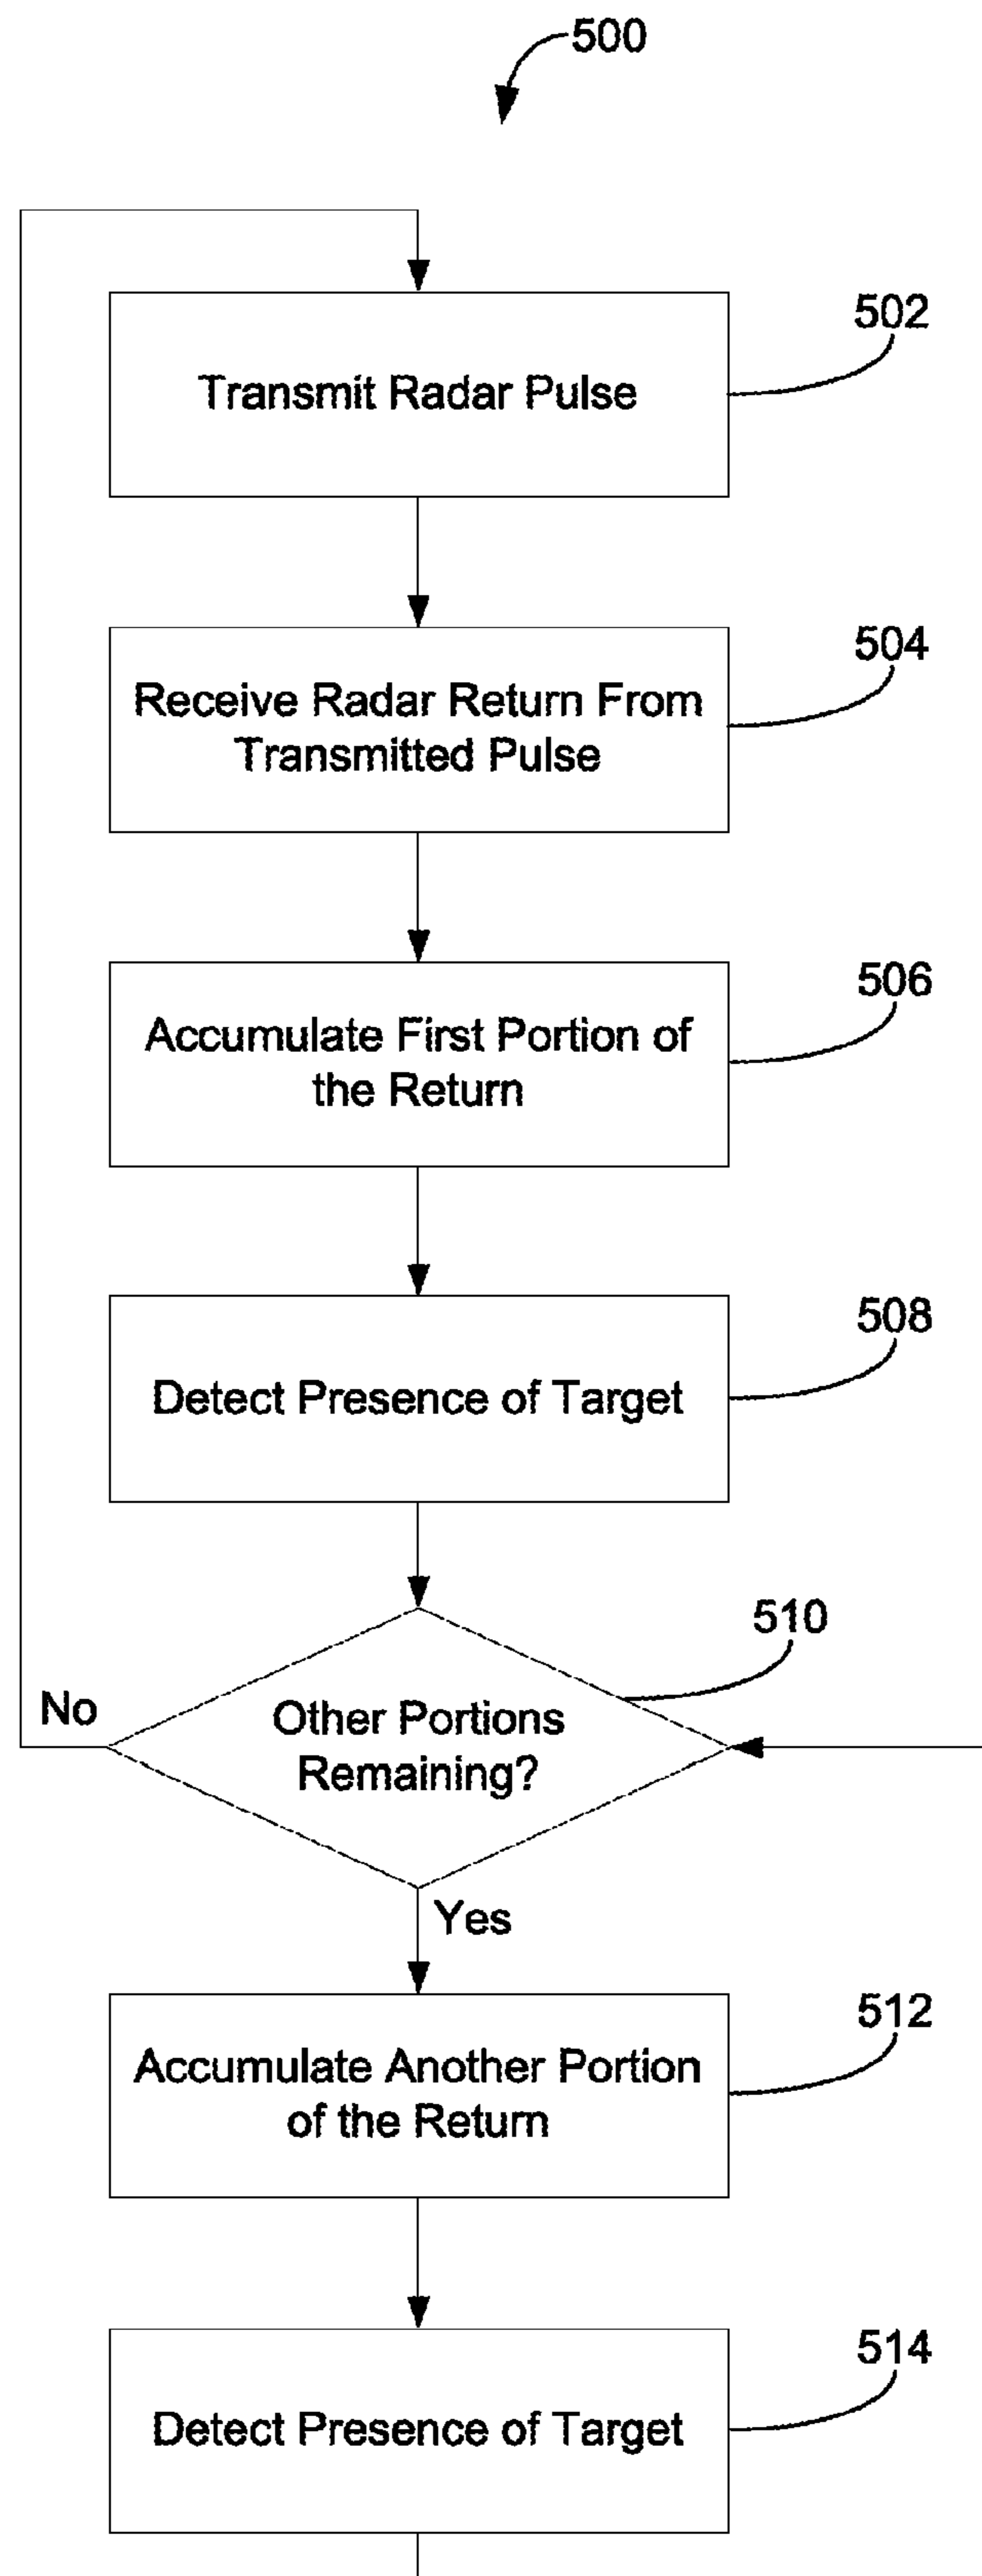 500
502
Transmit Radar Pulse
504
Receive Radar Return From
Transmitted Pulse
506
Accumulate First Portion of
the Return
508
Detect Presence of Target
510
No
Other Portions
Remaining?
Yes
512
Accumulate Another Portion
of the Return
514
Detect Presence of Target